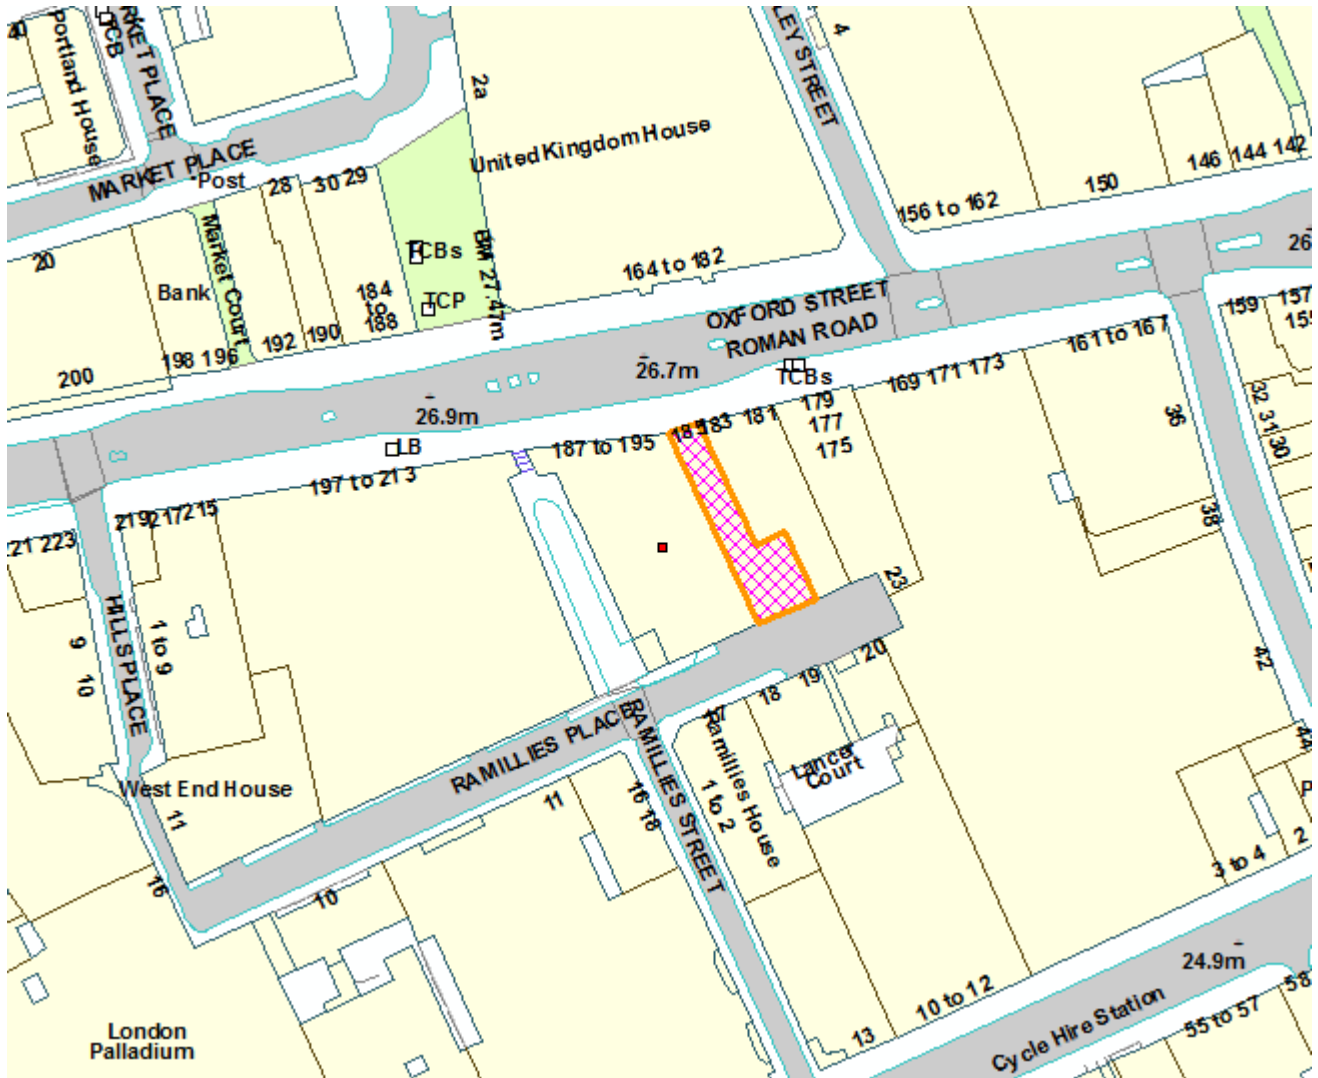 Portland House
TCB
MARKET PLACE
LEY STREET
4
2a
United Kingdom House
MARKET PLACE
Post
28
30
29
146
144
142
150
156 to 162
20
Market Court
Bank
TCBs
TCP
BM 27.47m
164 to 182
184
to
188
26
OXFORD STREET
ROMAN ROAD
198
196
192
190
200
26.7m
26.9m
TCBs
159
157
155
161 to 167
169
171
173
179
177
175
181
183
185
187 to 195
LB
197 to 213
215
217
219
21
223
32
31
30
36
38
23
HILLS PLACE
1 to 9
9
10
42
44
20
19
18
17
Ramillies House
1 to 2
Lancer
Court
RAMILLIES PLACE
RAMILLIES STREET
West End House
11
11
16
18
16
10
3 to 4
2
P
London
Palladium
10 to 12
13
24.9m
Cycle Hire Station
55 to 57
58